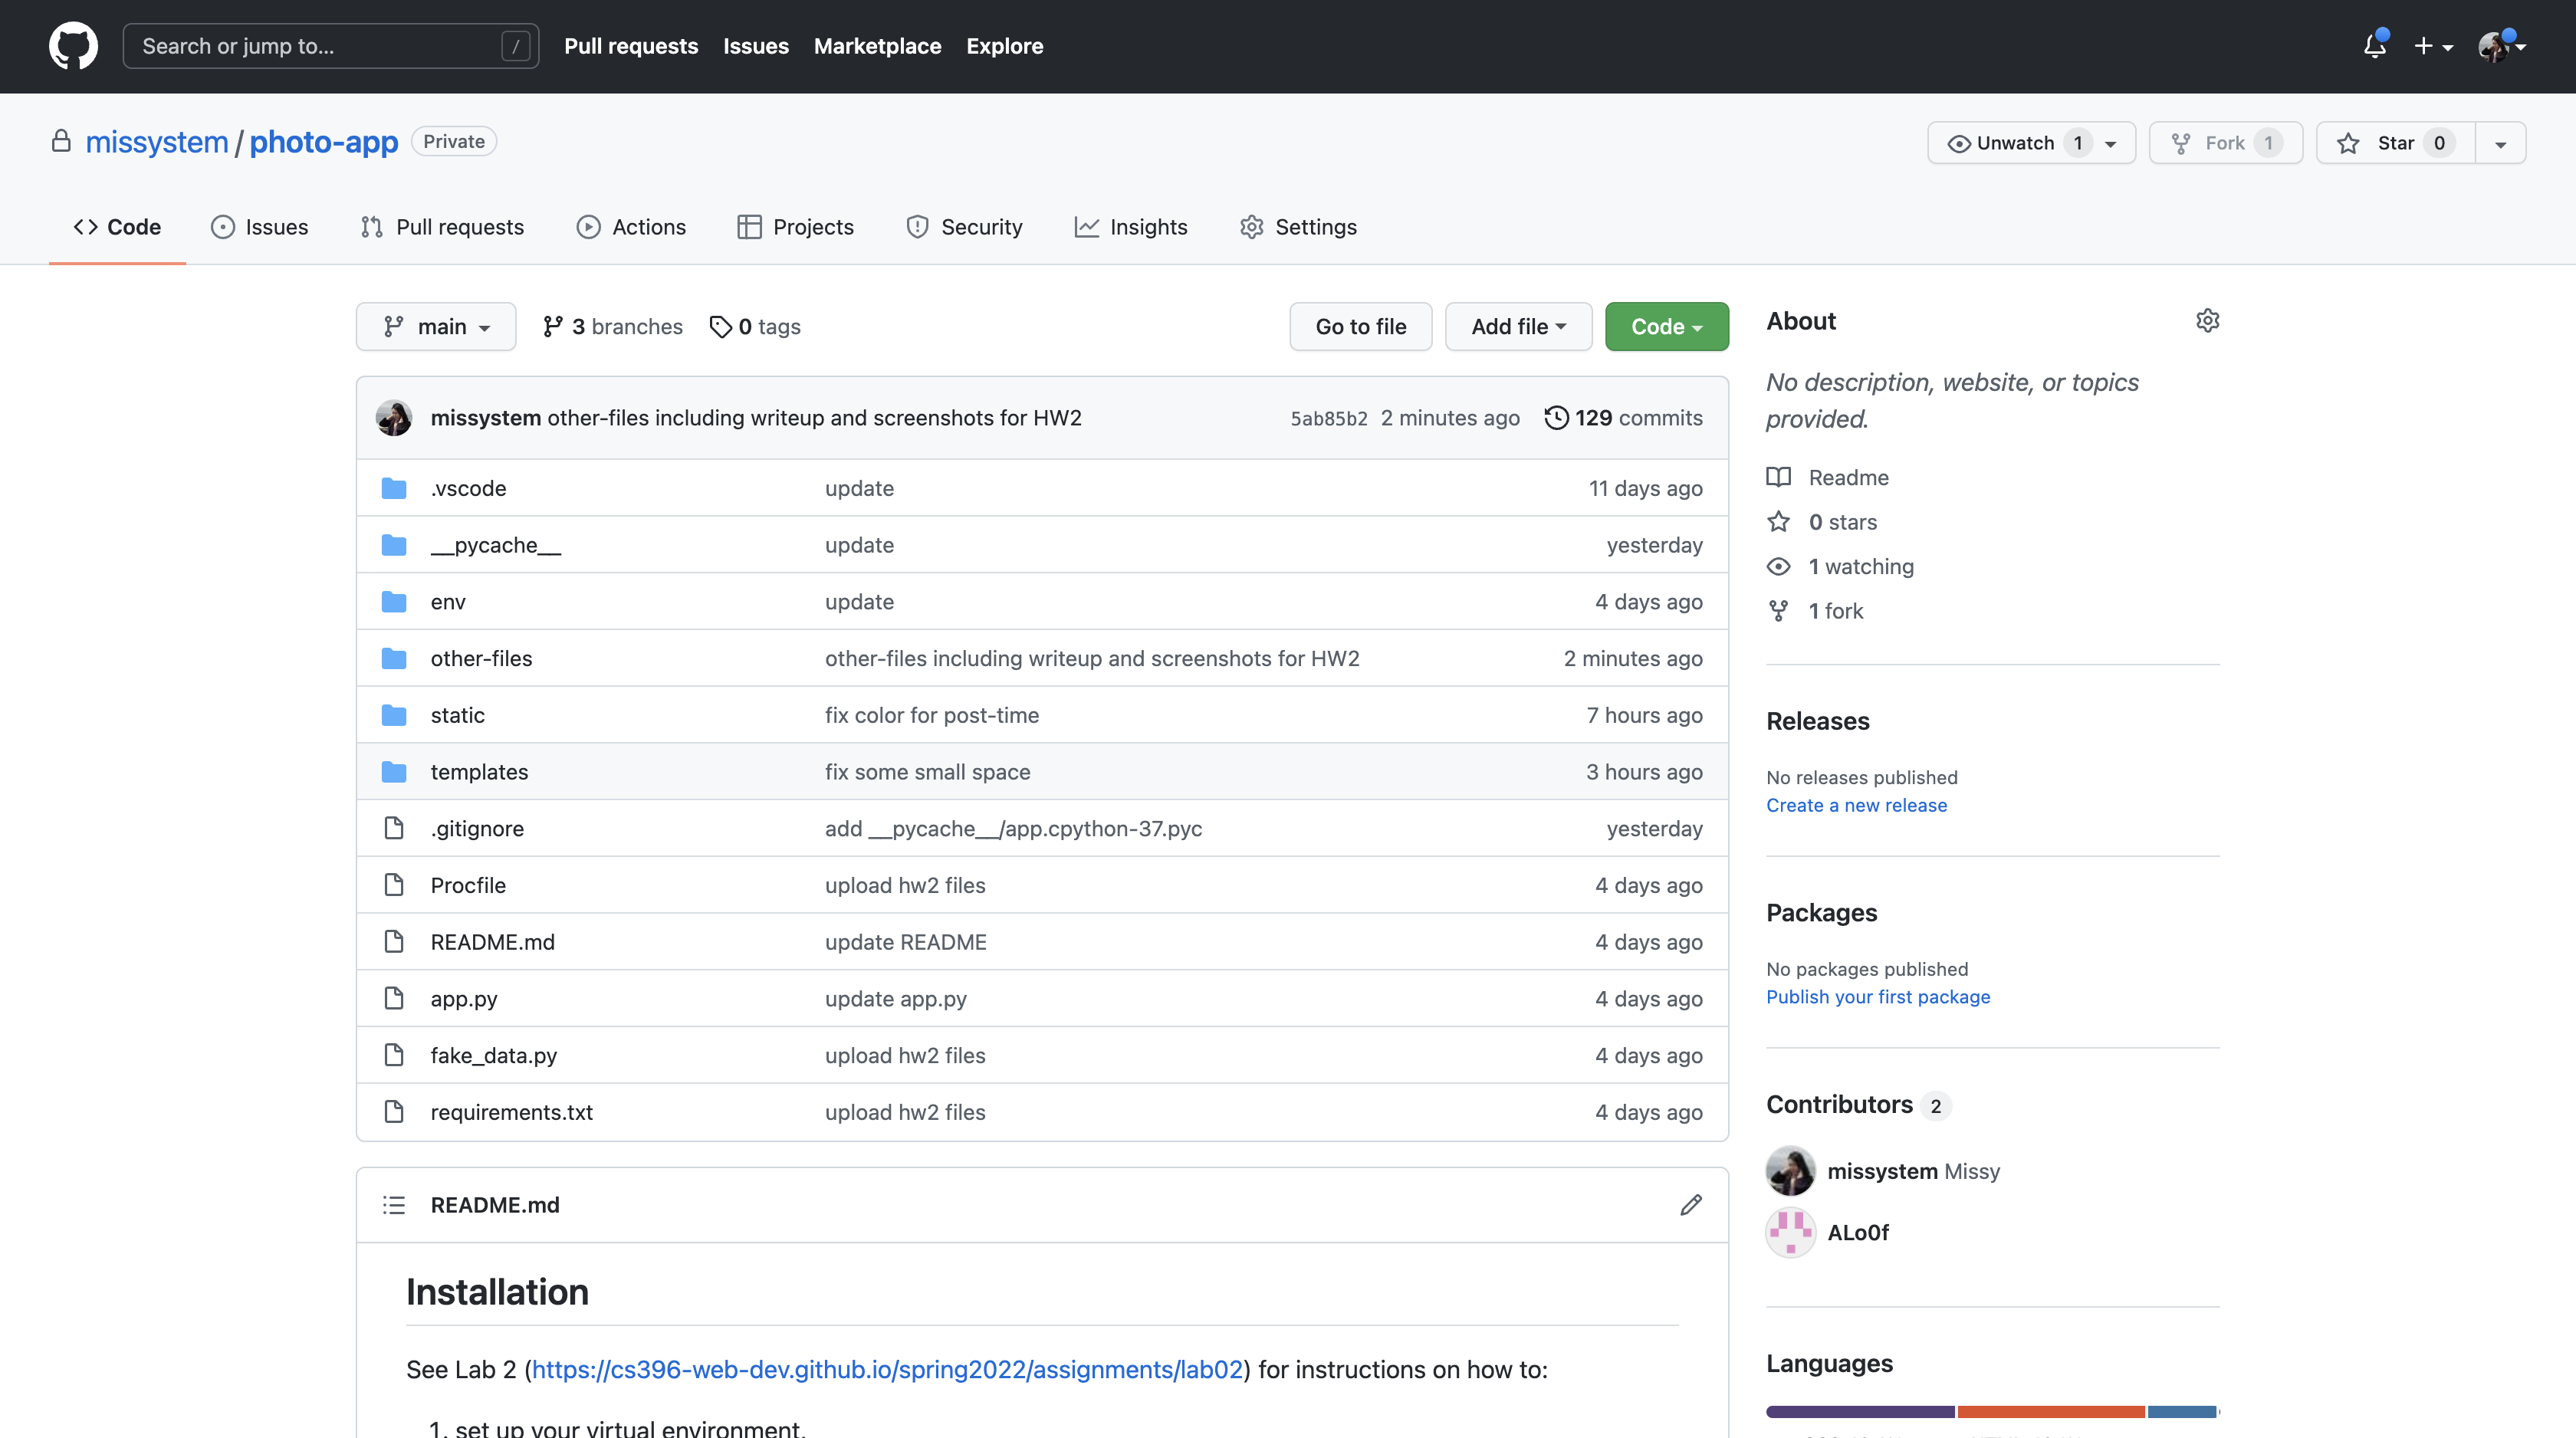 Search or jump to... / Pull requests Issues Marketplace Explore
missystem / photo-app Private Unwatch 1 Fork 1 Star 0
Code Issues Pull requests Actions Projects Security Insights Settings
main 3 branches 0 tags Go to file Add file Code
missystem other-files including writeup and screenshots for HW2 5ab85b2 2 minutes ago 129 commits
.vscode update 11 days ago
__pycache__ update yesterday
env update 4 days ago
other-files other-files including writeup and screenshots for HW2 2 minutes ago
static fix color for post-time 7 hours ago
templates fix some small space 3 hours ago
.gitignore add __pycache__/app.cpython-37.pyc yesterday
Procfile upload hw2 files 4 days ago
README.md update README 4 days ago
app.py update app.py 4 days ago
fake_data.py upload hw2 files 4 days ago
requirements.txt upload hw2 files 4 days ago
README.md
Installation
See Lab 2 (https://cs396-web-dev.github.io/spring2022/assignments/lab02) for instructions on how to:
1. set up your virtual environment.
About
No description, website, or topics
provided.
Readme
0 stars
1 watching
1 fork
Releases
No releases published
Create a new release
Packages
No packages published
Publish your first package
Contributors 2
missystem Missy
ALo0f
Languages